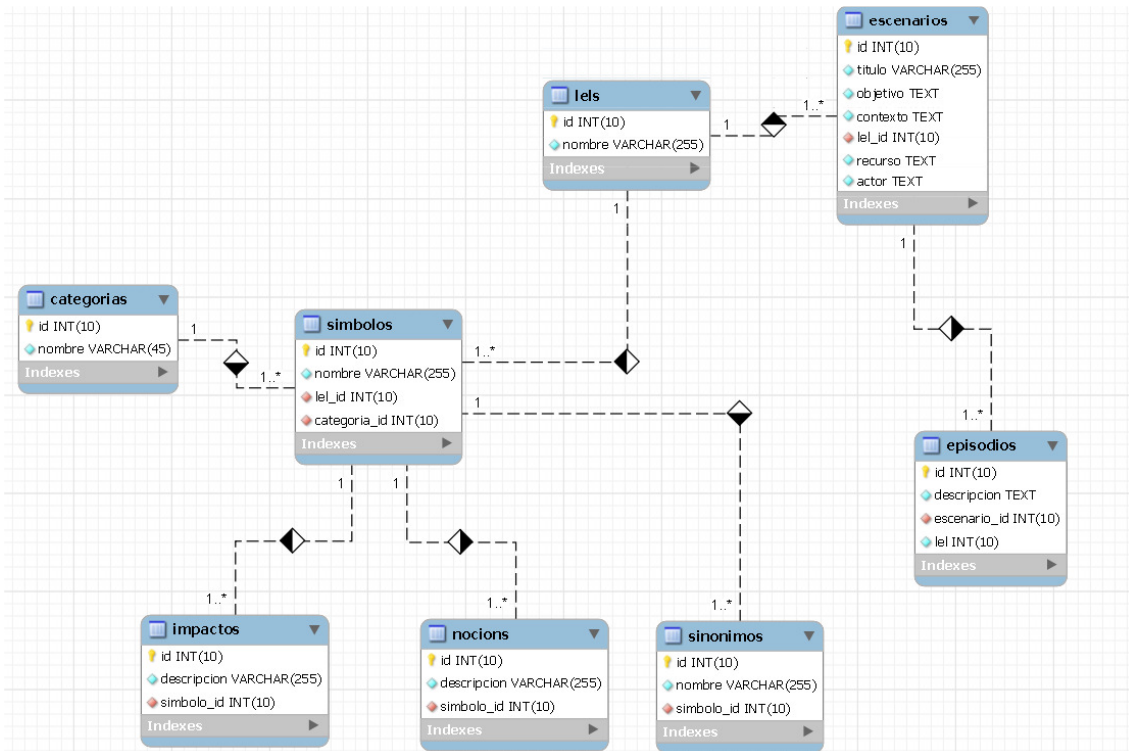 escenarios
id INT(10)
titulo VARCHAR(255)
objetivo TEXT
contexto TEXT
lel_id INT(10)
recurso TEXT
actor TEXT
Indexes
lels
id INT(10)
nombre VARCHAR(255)
Indexes
1
1..*
1
1
categorias
id INT(10)
nombre VARCHAR(45)
Indexes
1
1..*
simbolos
id INT(10)
nombre VARCHAR(255)
lel_id INT(10)
categoria_id INT(10)
Indexes
1..*
1
1
1
1..*
episodios
id INT(10)
descripcion TEXT
escenario_id INT(10)
lel INT(10)
Indexes
1..*
1..*
1..*
impactos
id INT(10)
descripcion VARCHAR(255)
simbolo_id INT(10)
Indexes
nocions
id INT(10)
descripcion VARCHAR(255)
simbolo_id INT(10)
Indexes
sinonimos
id INT(10)
nombre VARCHAR(255)
simbolo_id INT(10)
Indexes